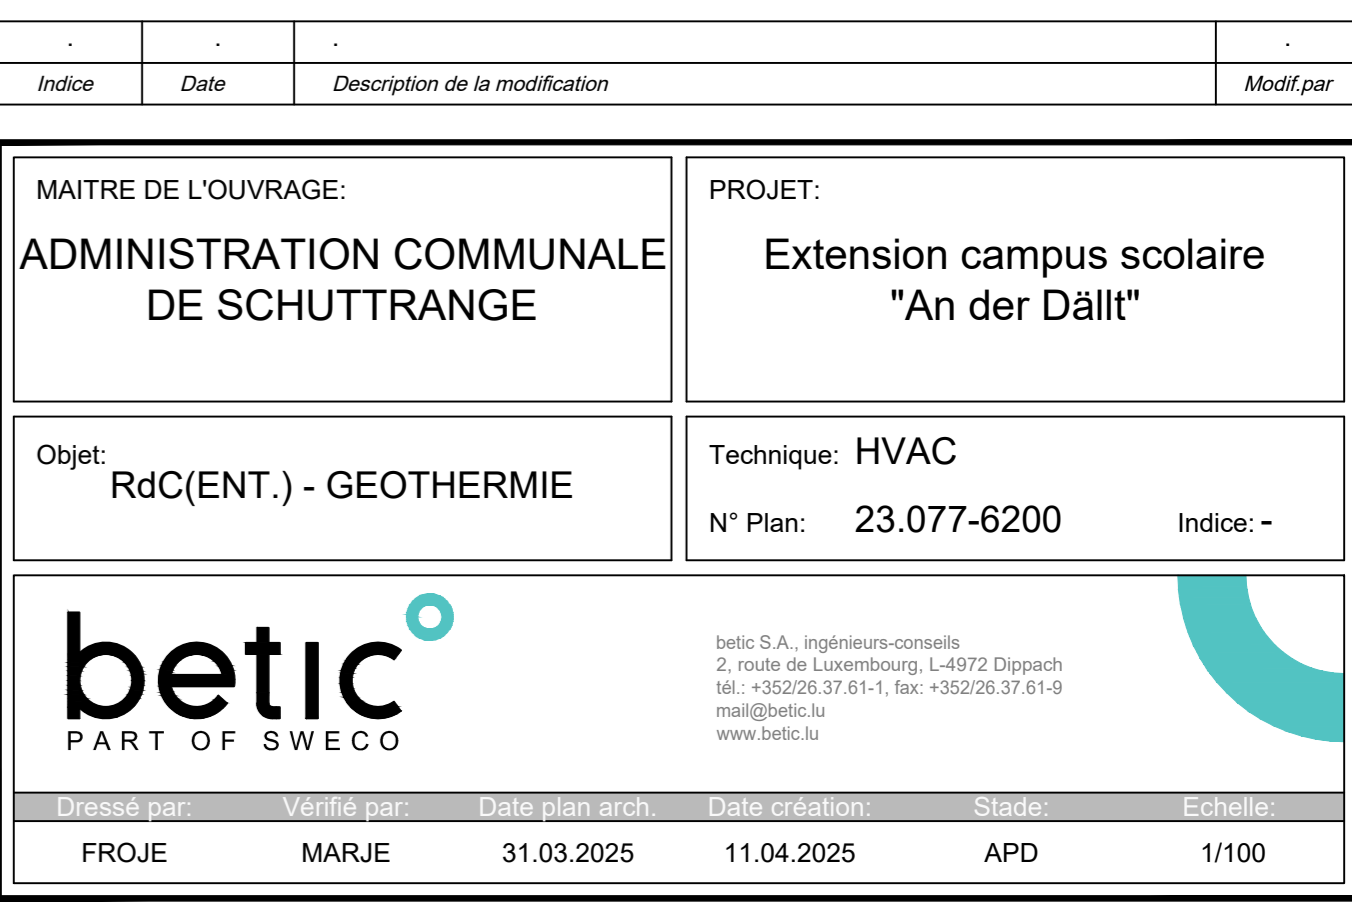 . . . .
Indice Date Description de la modification Modif.par
MAITRE DE L'OUVRAGE:
ADMINISTRATION COMMUNALE
DE SCHUTTRANGE
PROJET:
Extension campus scolaire
"An der Dällt"
Objet:
RdC(ENT.) - GEOTHERMIE
Technique: HVAC
N° Plan: 23.077-6200 Indice: -
betic
PART OF SWECO
betic S.A., ingénieurs-conseils
2, route de Luxembourg, L-4972 Dippach
tél.: +352/26.37.61-1, fax: +352/26.37.61-9
mail@betic.lu
www.betic.lu
Dressé par: Vérifié par: Date plan arch. Date création: Stade: Echelle:
FROJE MARJE 31.03.2025 11.04.2025 APD 1/100